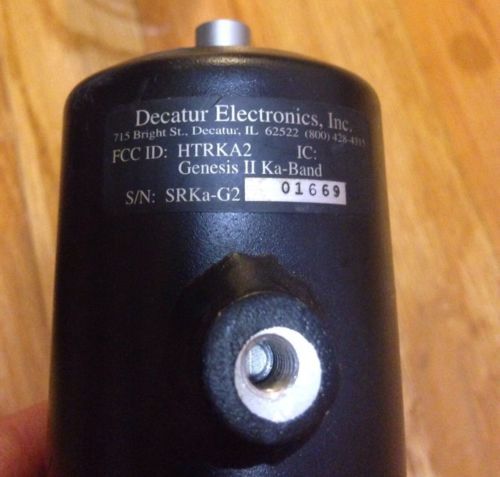 Decatur Electronics, Inc.
715 Bright St., Decatur, IL 62522 (800) 428-4315
FCC ID: HTRKA2 IC:
Genesis II Ka-Band
S/N: SRKa-G2 01669